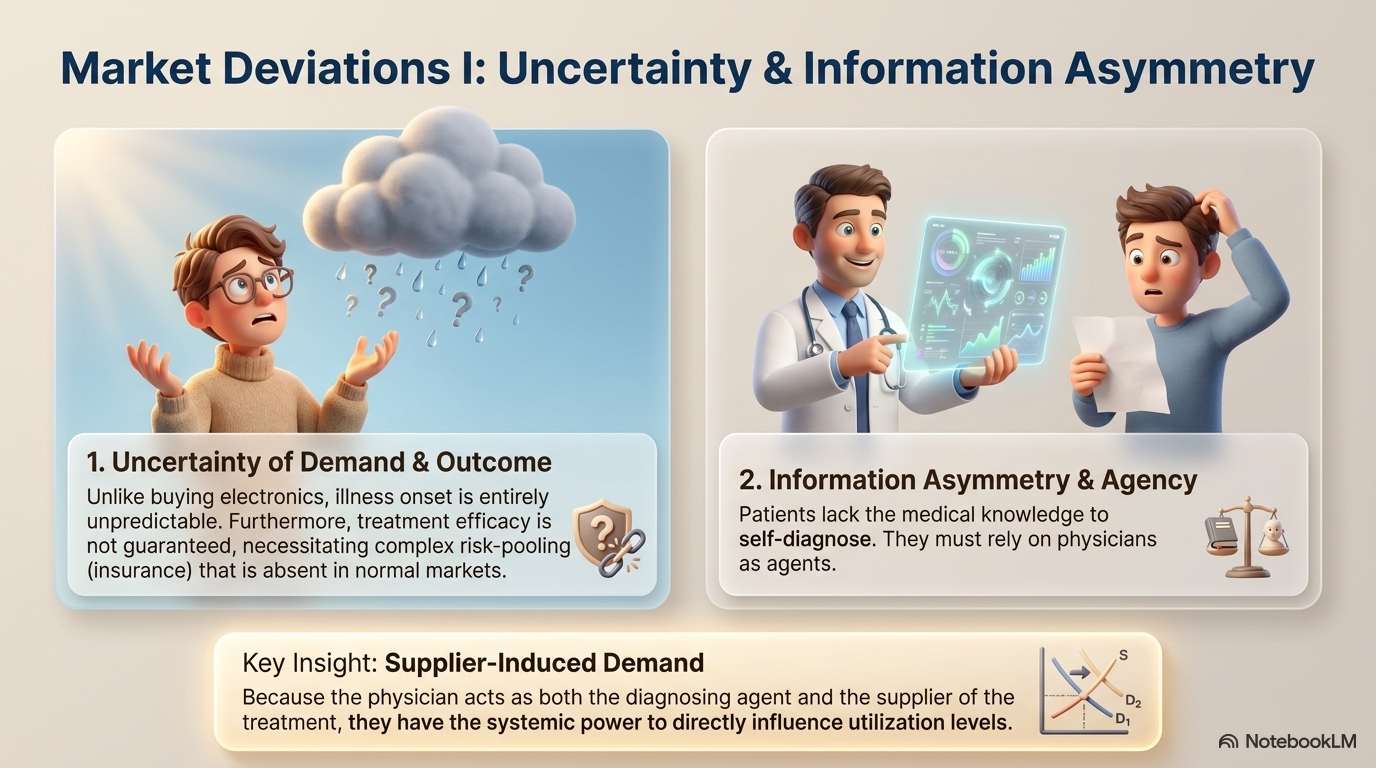 Market Deviations I: Uncertainty & Information Asymmetry
? ? ? ? ? ?
1. Uncertainty of Demand & Outcome
Unlike buying electronics, illness onset is entirely
unpredictable. Furthermore, treatment efficacy is
not guaranteed, necessitating complex risk-pooling
(insurance) that is absent in normal markets.
?
2. Information Asymmetry & Agency
Patients lack the medical knowledge to
self-diagnose. They must rely on physicians
as agents.
Key Insight: Supplier-Induced Demand
Because the physician acts as both the diagnosing agent and the supplier of the
treatment, they have the systemic power to directly influence utilization levels.
S
D₂
D₁
NotebookLM